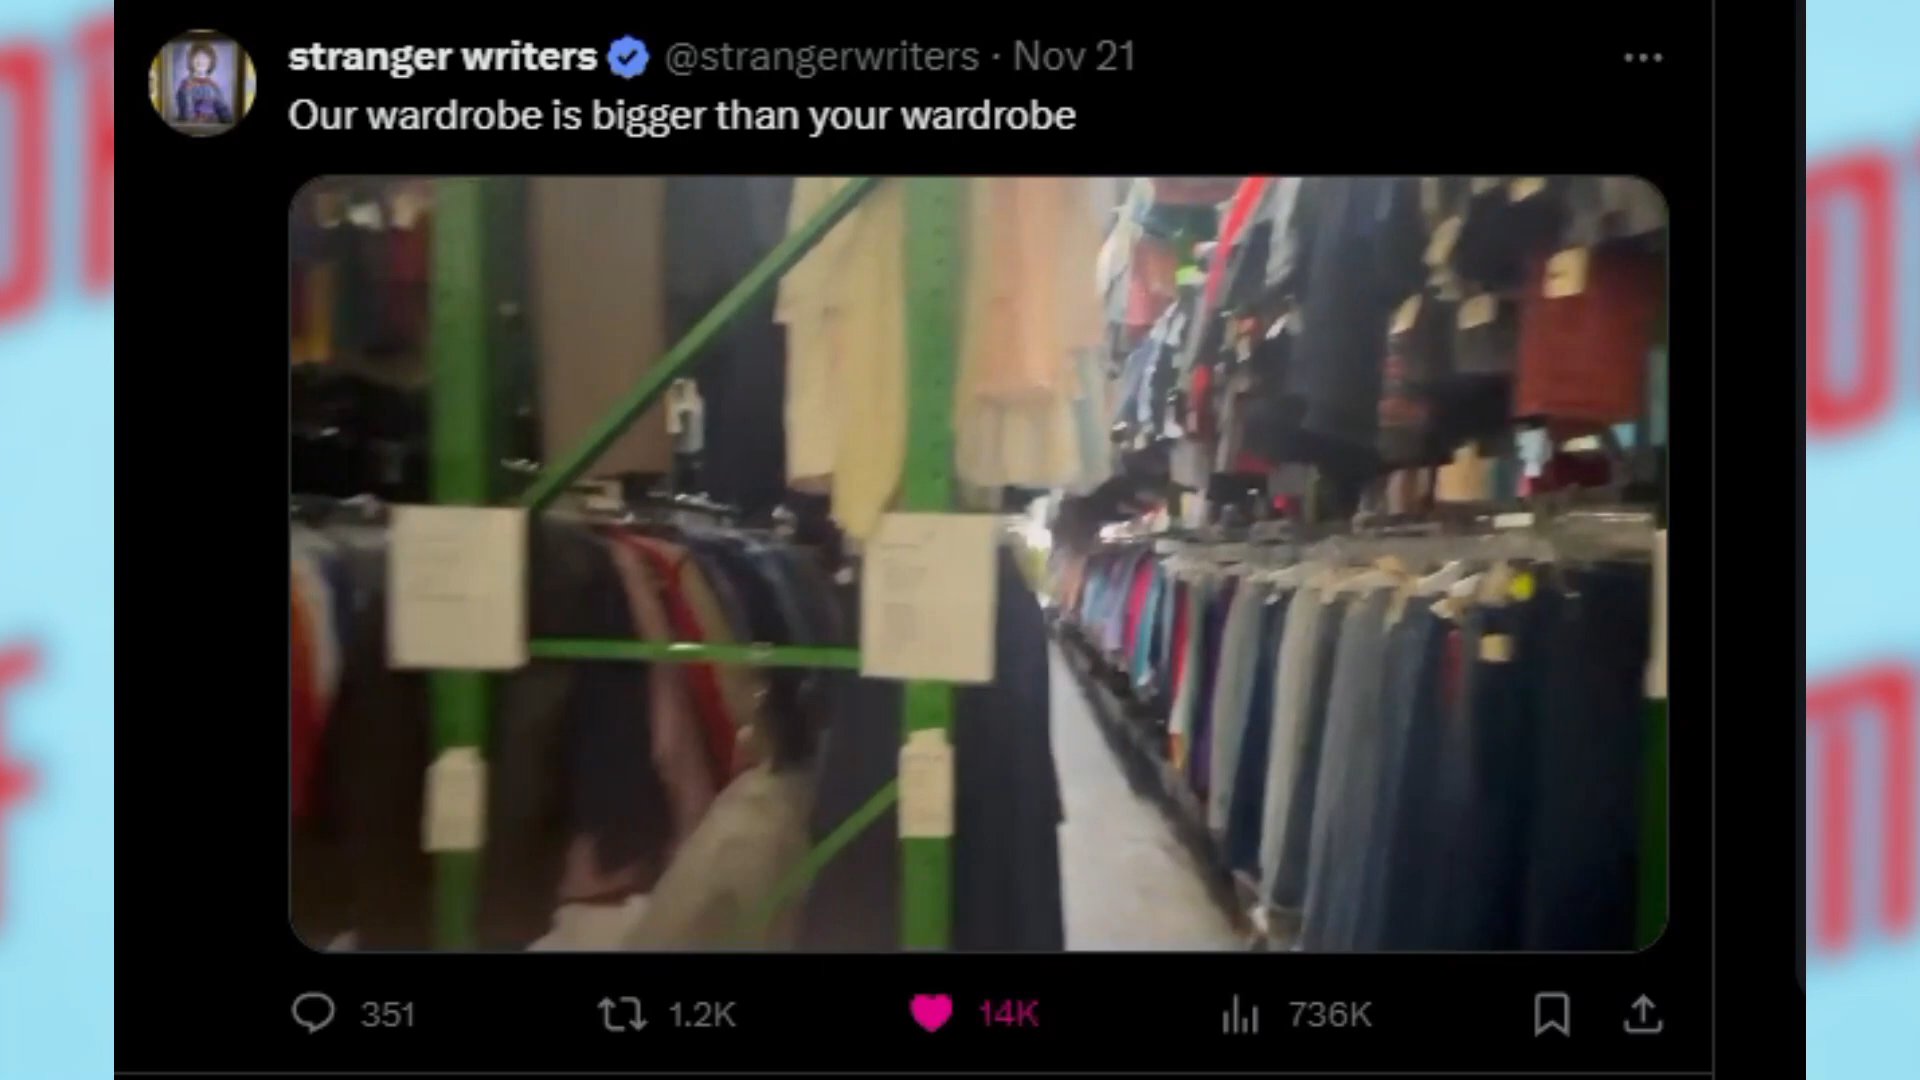 stranger writers @strangerwriters · Nov 21
Our wardrobe is bigger than your wardrobe
351 1.2K 14K 736K